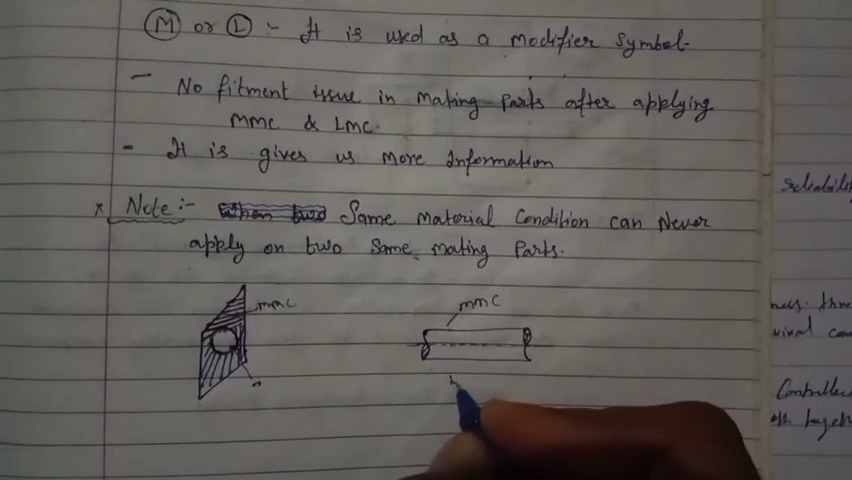 Ⓜ or Ⓛ :- It is used as a modifier symbol.
- No fitment issue in mating parts after applying
MMC & LMC.
- It is gives us more information
x Note :- Same material condition can never
apply on two same mating parts.
MMC
MMC